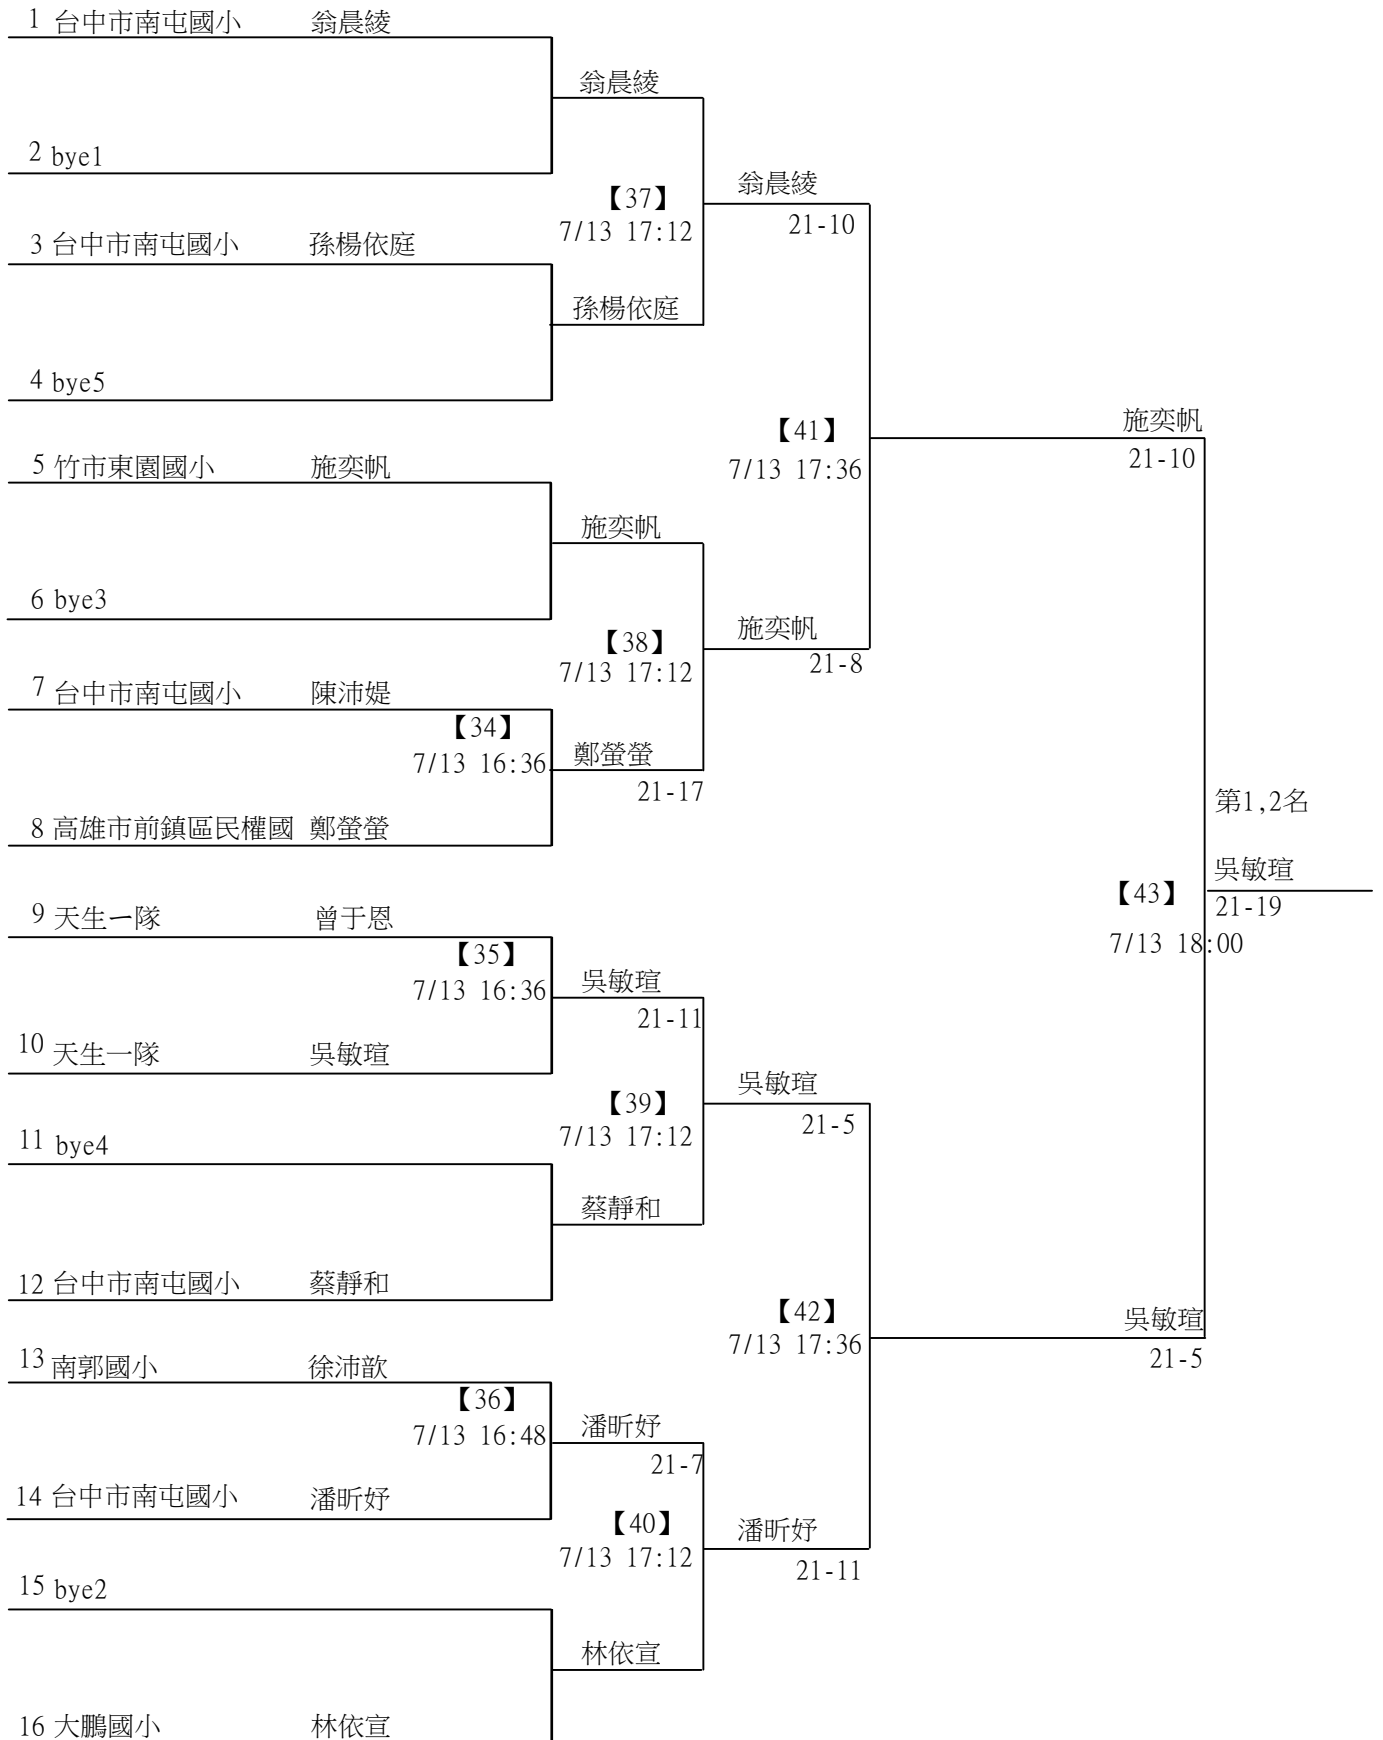 1 台中市南屯國小 翁晨綾
翁晨綾
2 bye1
翁晨綾
【37】
21-10
7/13 17:12
3 台中市南屯國小 孫楊依庭
孫楊依庭
4 bye5
施奕帆
【41】
21-10
7/13 17:36
5 竹市東園國小 施奕帆
施奕帆
6 bye3
施奕帆
【38】
21-8
7/13 17:12
7 台中市南屯國小 陳沛媞
【34】
鄭螢螢
7/13 16:36
21-17
第1,2名
8 高雄市前鎮區民權國 鄭螢螢
吳敏瑄
【43】
21-19
7/13 18:00
9 天生一隊 曾于恩
【35】
吳敏瑄
7/13 16:36
21-11
10 天生一隊 吳敏瑄
吳敏瑄
【39】
21-5
7/13 17:12
11 bye4
蔡靜和
12 台中市南屯國小 蔡靜和
【42】
吳敏瑄
7/13 17:36
21-5
13 南郭國小 徐沛歆
【36】
潘昕妤
7/13 16:48
21-7
14 台中市南屯國小 潘昕妤
【40】
潘昕妤
7/13 17:12
21-11
15 bye2
林依宣
16 大鵬國小 林依宣